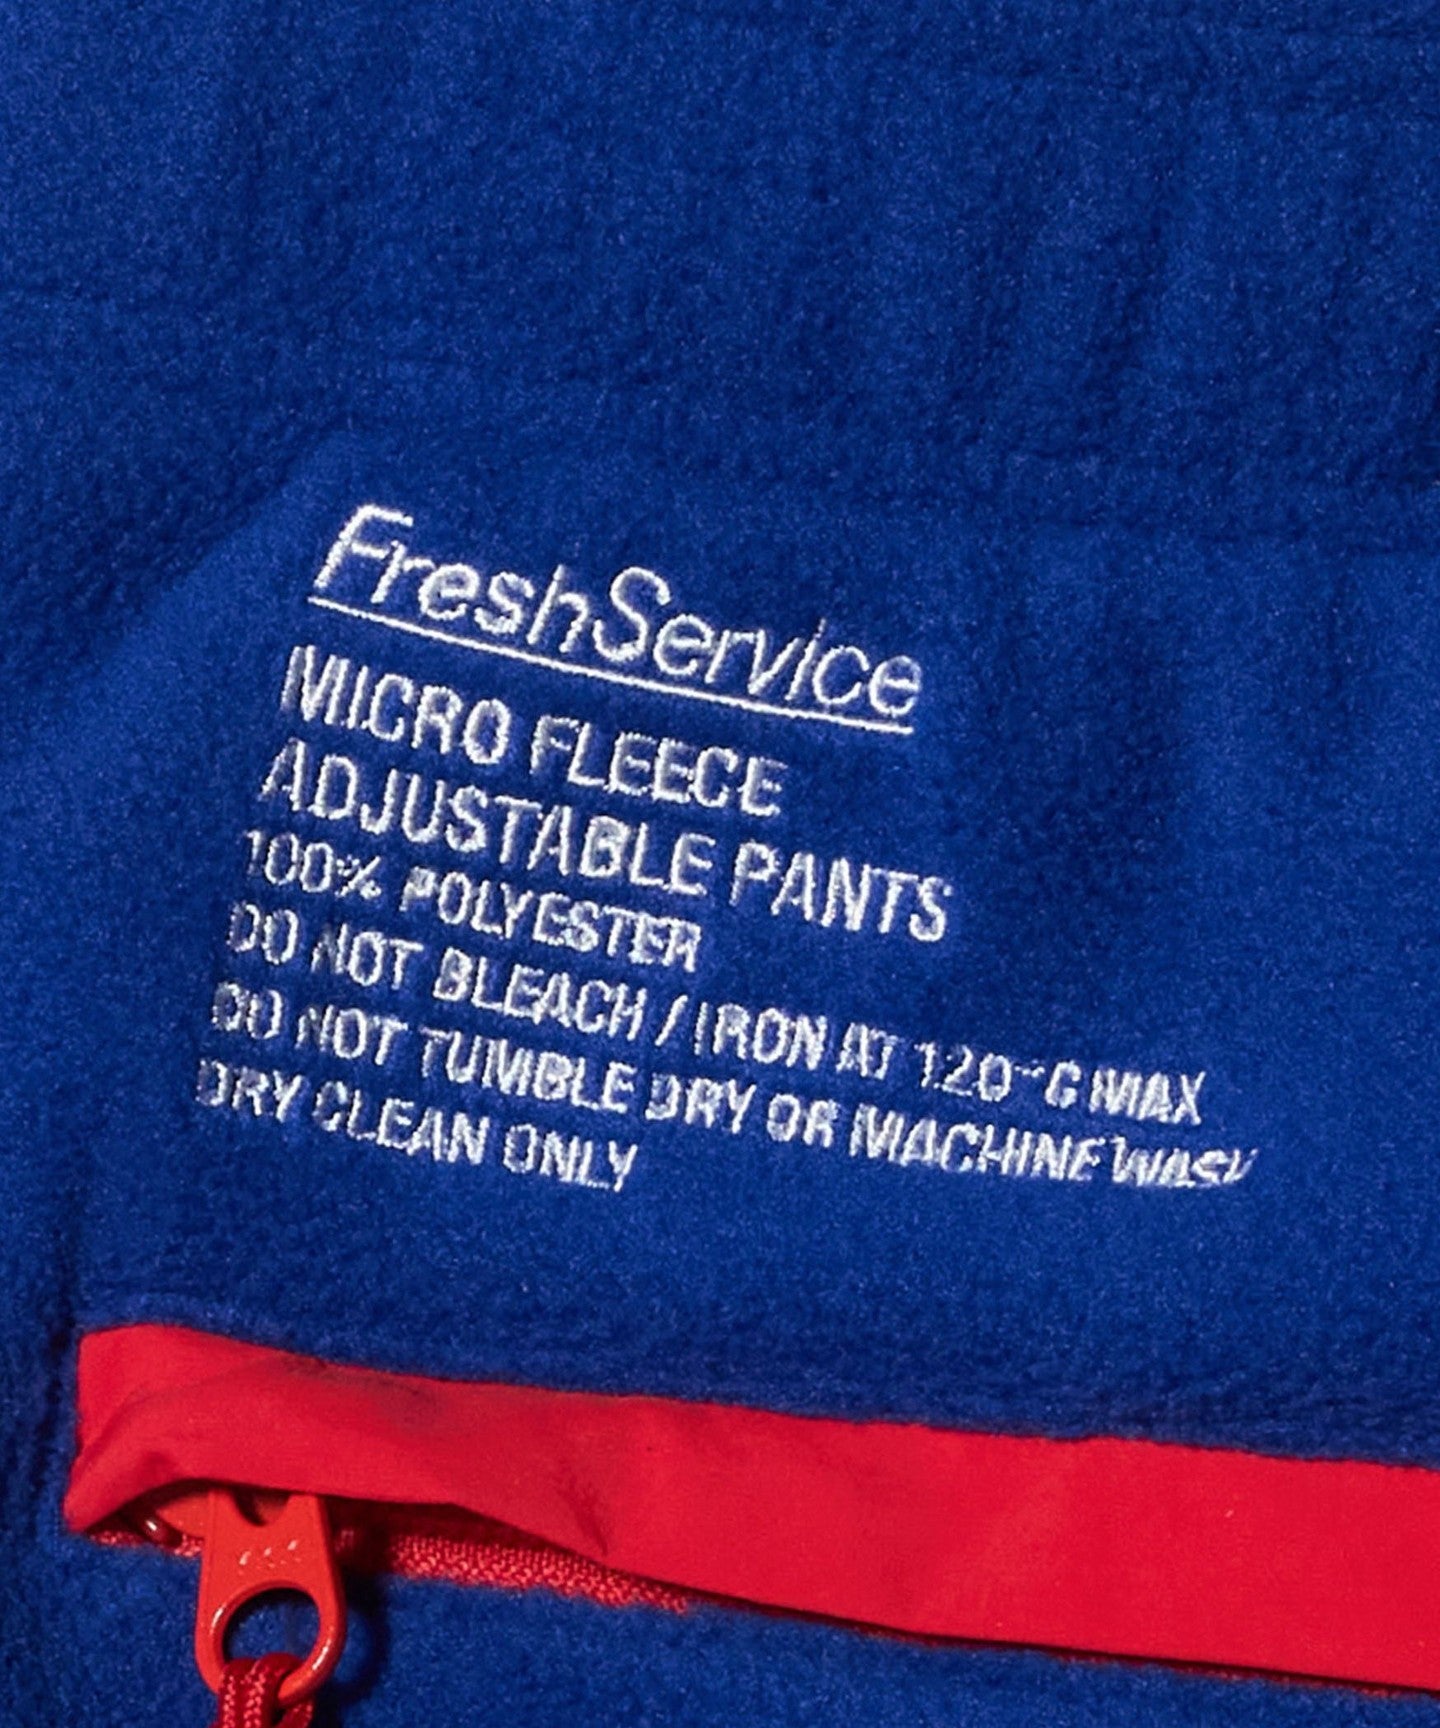 FreshService
MICRO FLEECE
ADJUSTABLE PANTS
100% POLYESTER
DO NOT BLEACH / IRON AT 120°C MAX
DO NOT TUMBLE DRY OR MACHINE WASH
DRY CLEAN ONLY